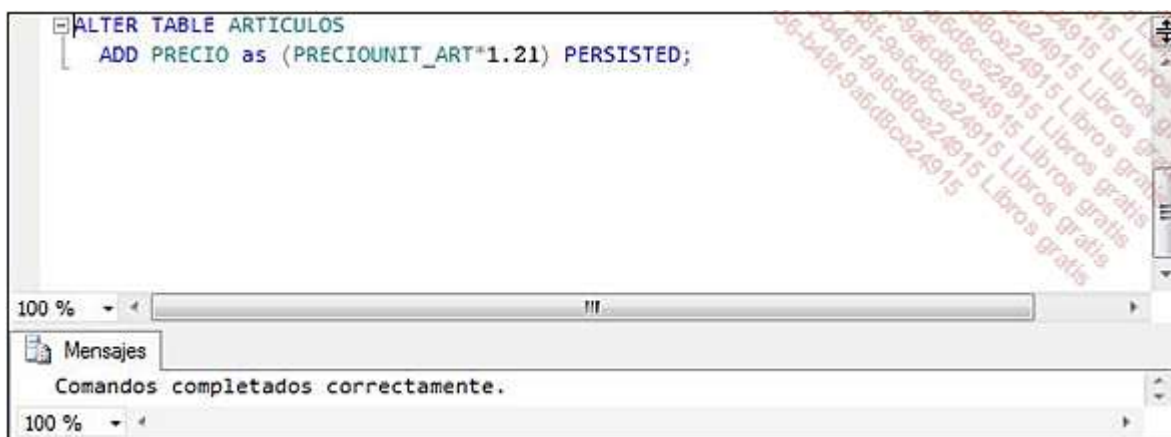 ALTER TABLE ARTICULOS
ADD PRECIO as (PRECIOUNIT_ART*1.21) PERSISTED;
100 %
Mensajes
Comandos completados correctamente.
100 %